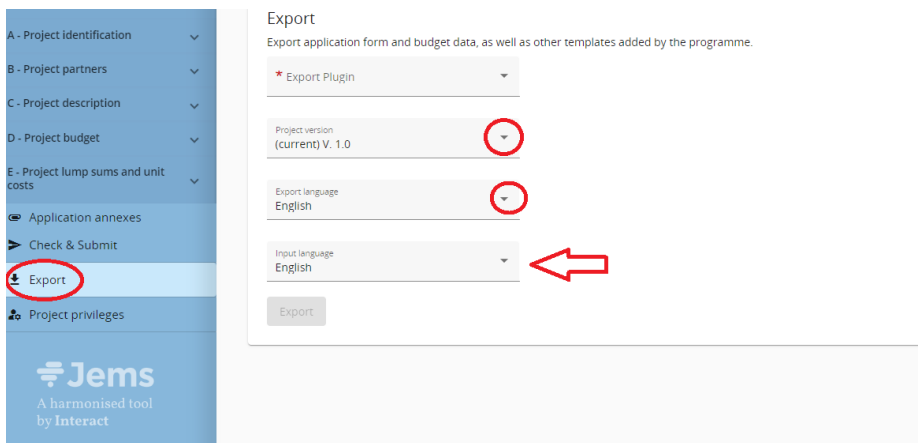 A - Project identification
B - Project partners
C - Project description
D - Project budget
E - Project lump sums and unit
costs
Application annexes
Check & Submit
Export
Project privileges
Jems
A harmonised tool
by Interact
Export
Export application form and budget data, as well as other templates added by the programme.
* Export Plugin
Project version
(current) V. 1.0
Export language
English
Input language
English
Export